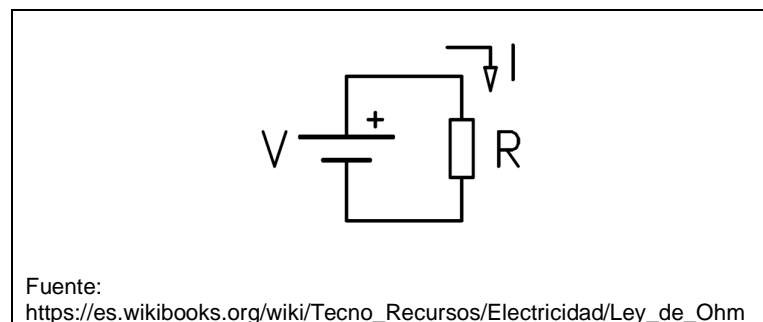 I
+
V
R
Fuente:
https://es.wikibooks.org/wiki/Tecno_Recursos/Electricidad/Ley_de_Ohm